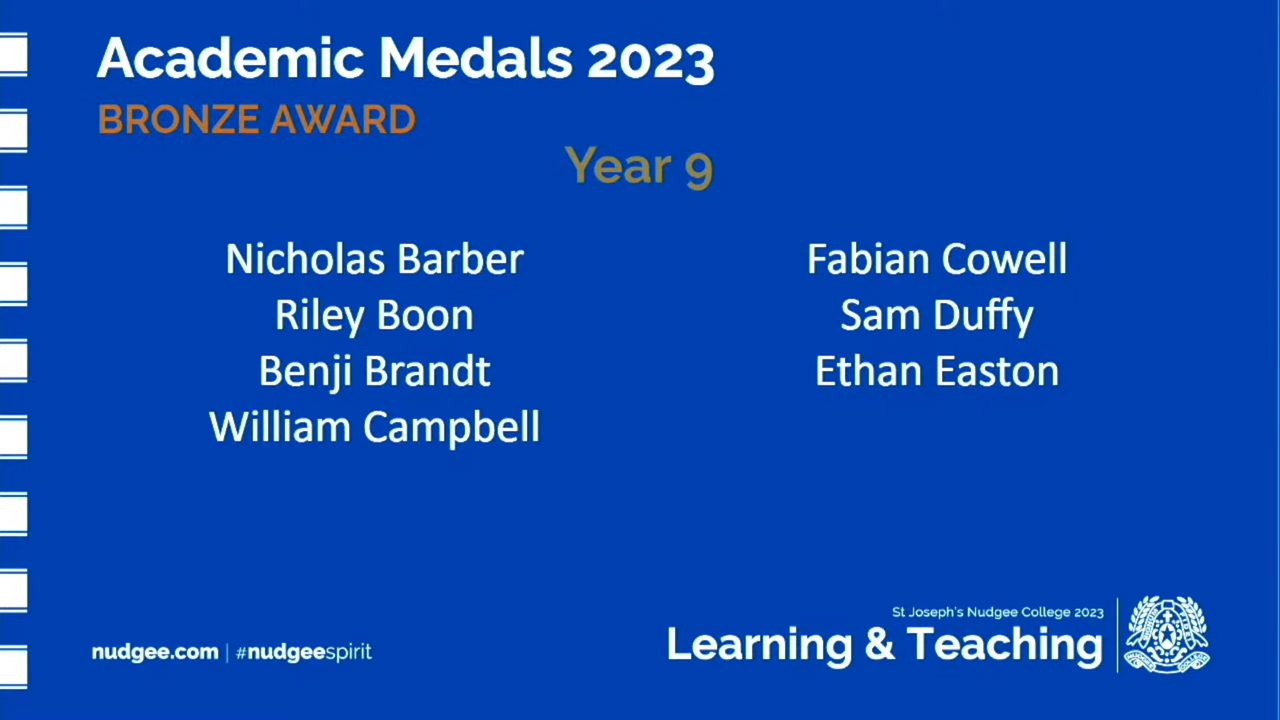 Academic Medals 2023
BRONZE AWARD
Year 9
Nicholas Barber
Riley Boon
Benji Brandt
William Campbell
Fabian Cowell
Sam Duffy
Ethan Easton
nudgee.com | #nudgeespirit
St Joseph's Nudgee College 2023
Learning & Teaching